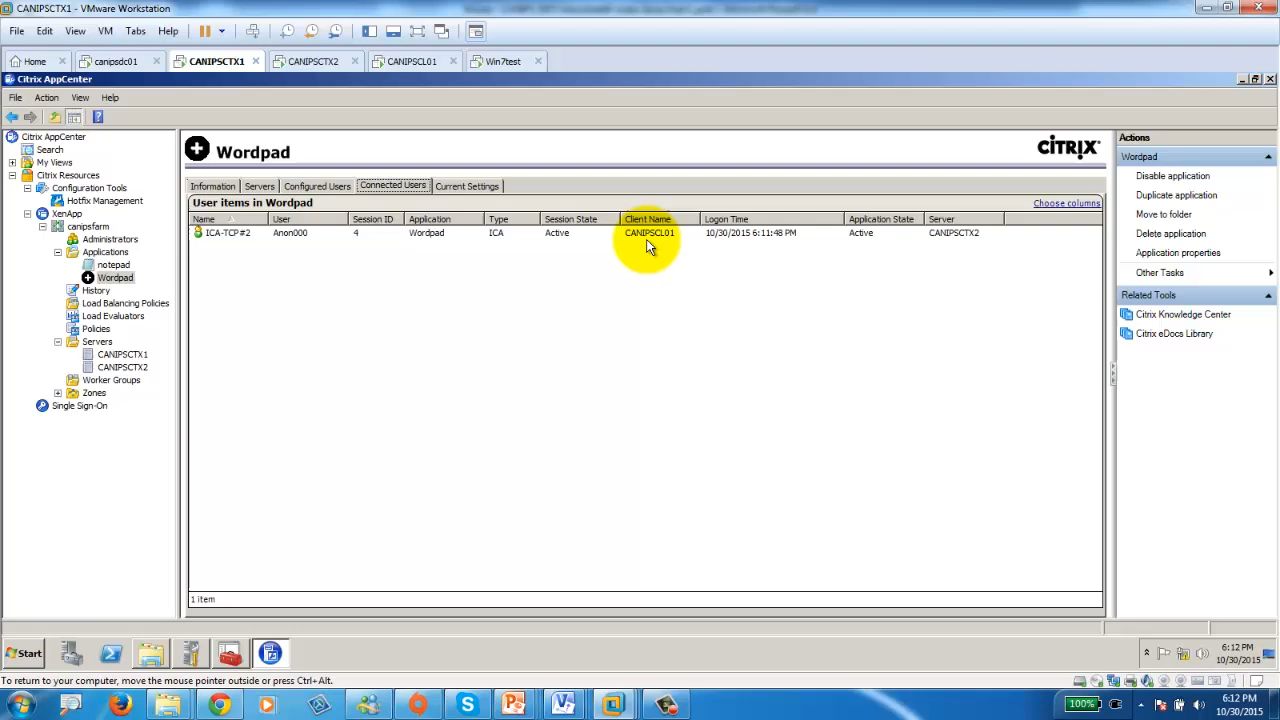 CANIPSCTX1 - VMware Workstation
File Edit View VM Tabs Help
Home canipsdc01 CANIPSCTX1 CANIPSCTX2 CANIPSCL01 Win7test
Citrix AppCenter
File Action View Help
Citrix AppCenter
Search
My Views
Citrix Resources
Configuration Tools
Hotfix Management
XenApp
canipsfarm
Administrators
Applications
notepad
Wordpad
History
Load Balancing Policies
Load Evaluators
Policies
Servers
CANIPSCTX1
CANIPSCTX2
Worker Groups
Zones
Single Sign-On
Wordpad
CİTRIX
Information Servers Configured Users Connected Users Current Settings
User items in Wordpad Choose columns
Name User Session ID Application Type Session State Client Name Logon Time Application State Server
ICA-TCP#2 Anon000 4 Wordpad ICA Active CANIPSCL01 10/30/2015 6:11:48 PM Active CANIPSCTX2
1 item
Actions
Wordpad
Disable application
Duplicate application
Move to folder
Delete application
Application properties
Other Tasks
Related Tools
Citrix Knowledge Center
Citrix eDocs Library
Start
6:12 PM
10/30/2015
To return to your computer, move the mouse pointer outside or press Ctrl+Alt.
100%
6:12 PM
10/30/2015